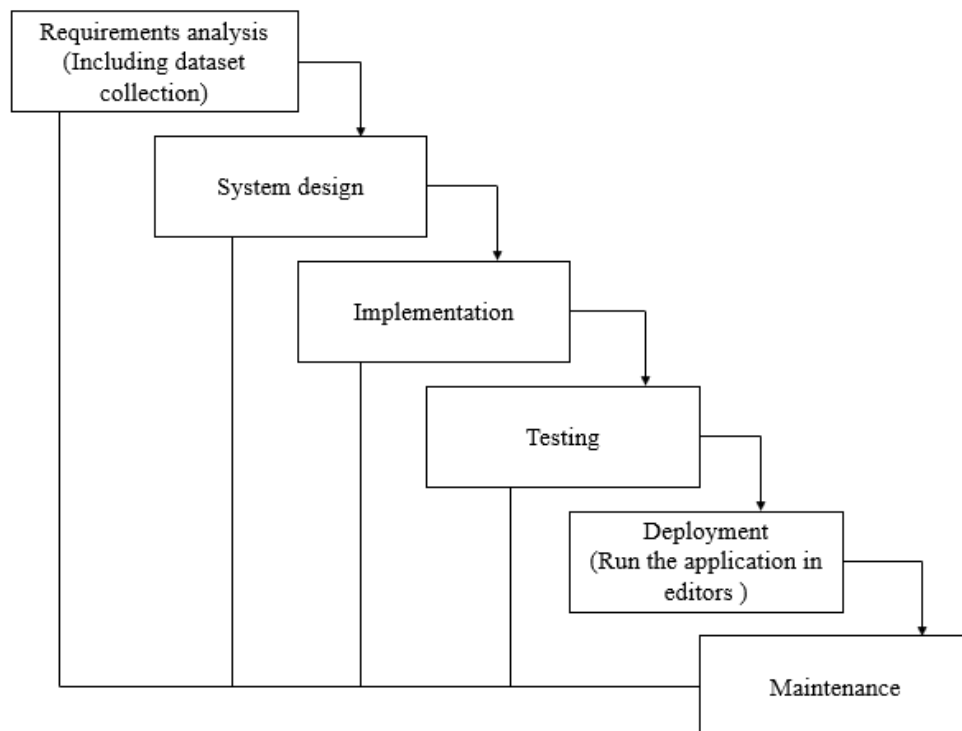 Requirements analysis
(Including dataset
collection)
System design
Implementation
Testing
Deployment
(Run the application in
editors )
Maintenance